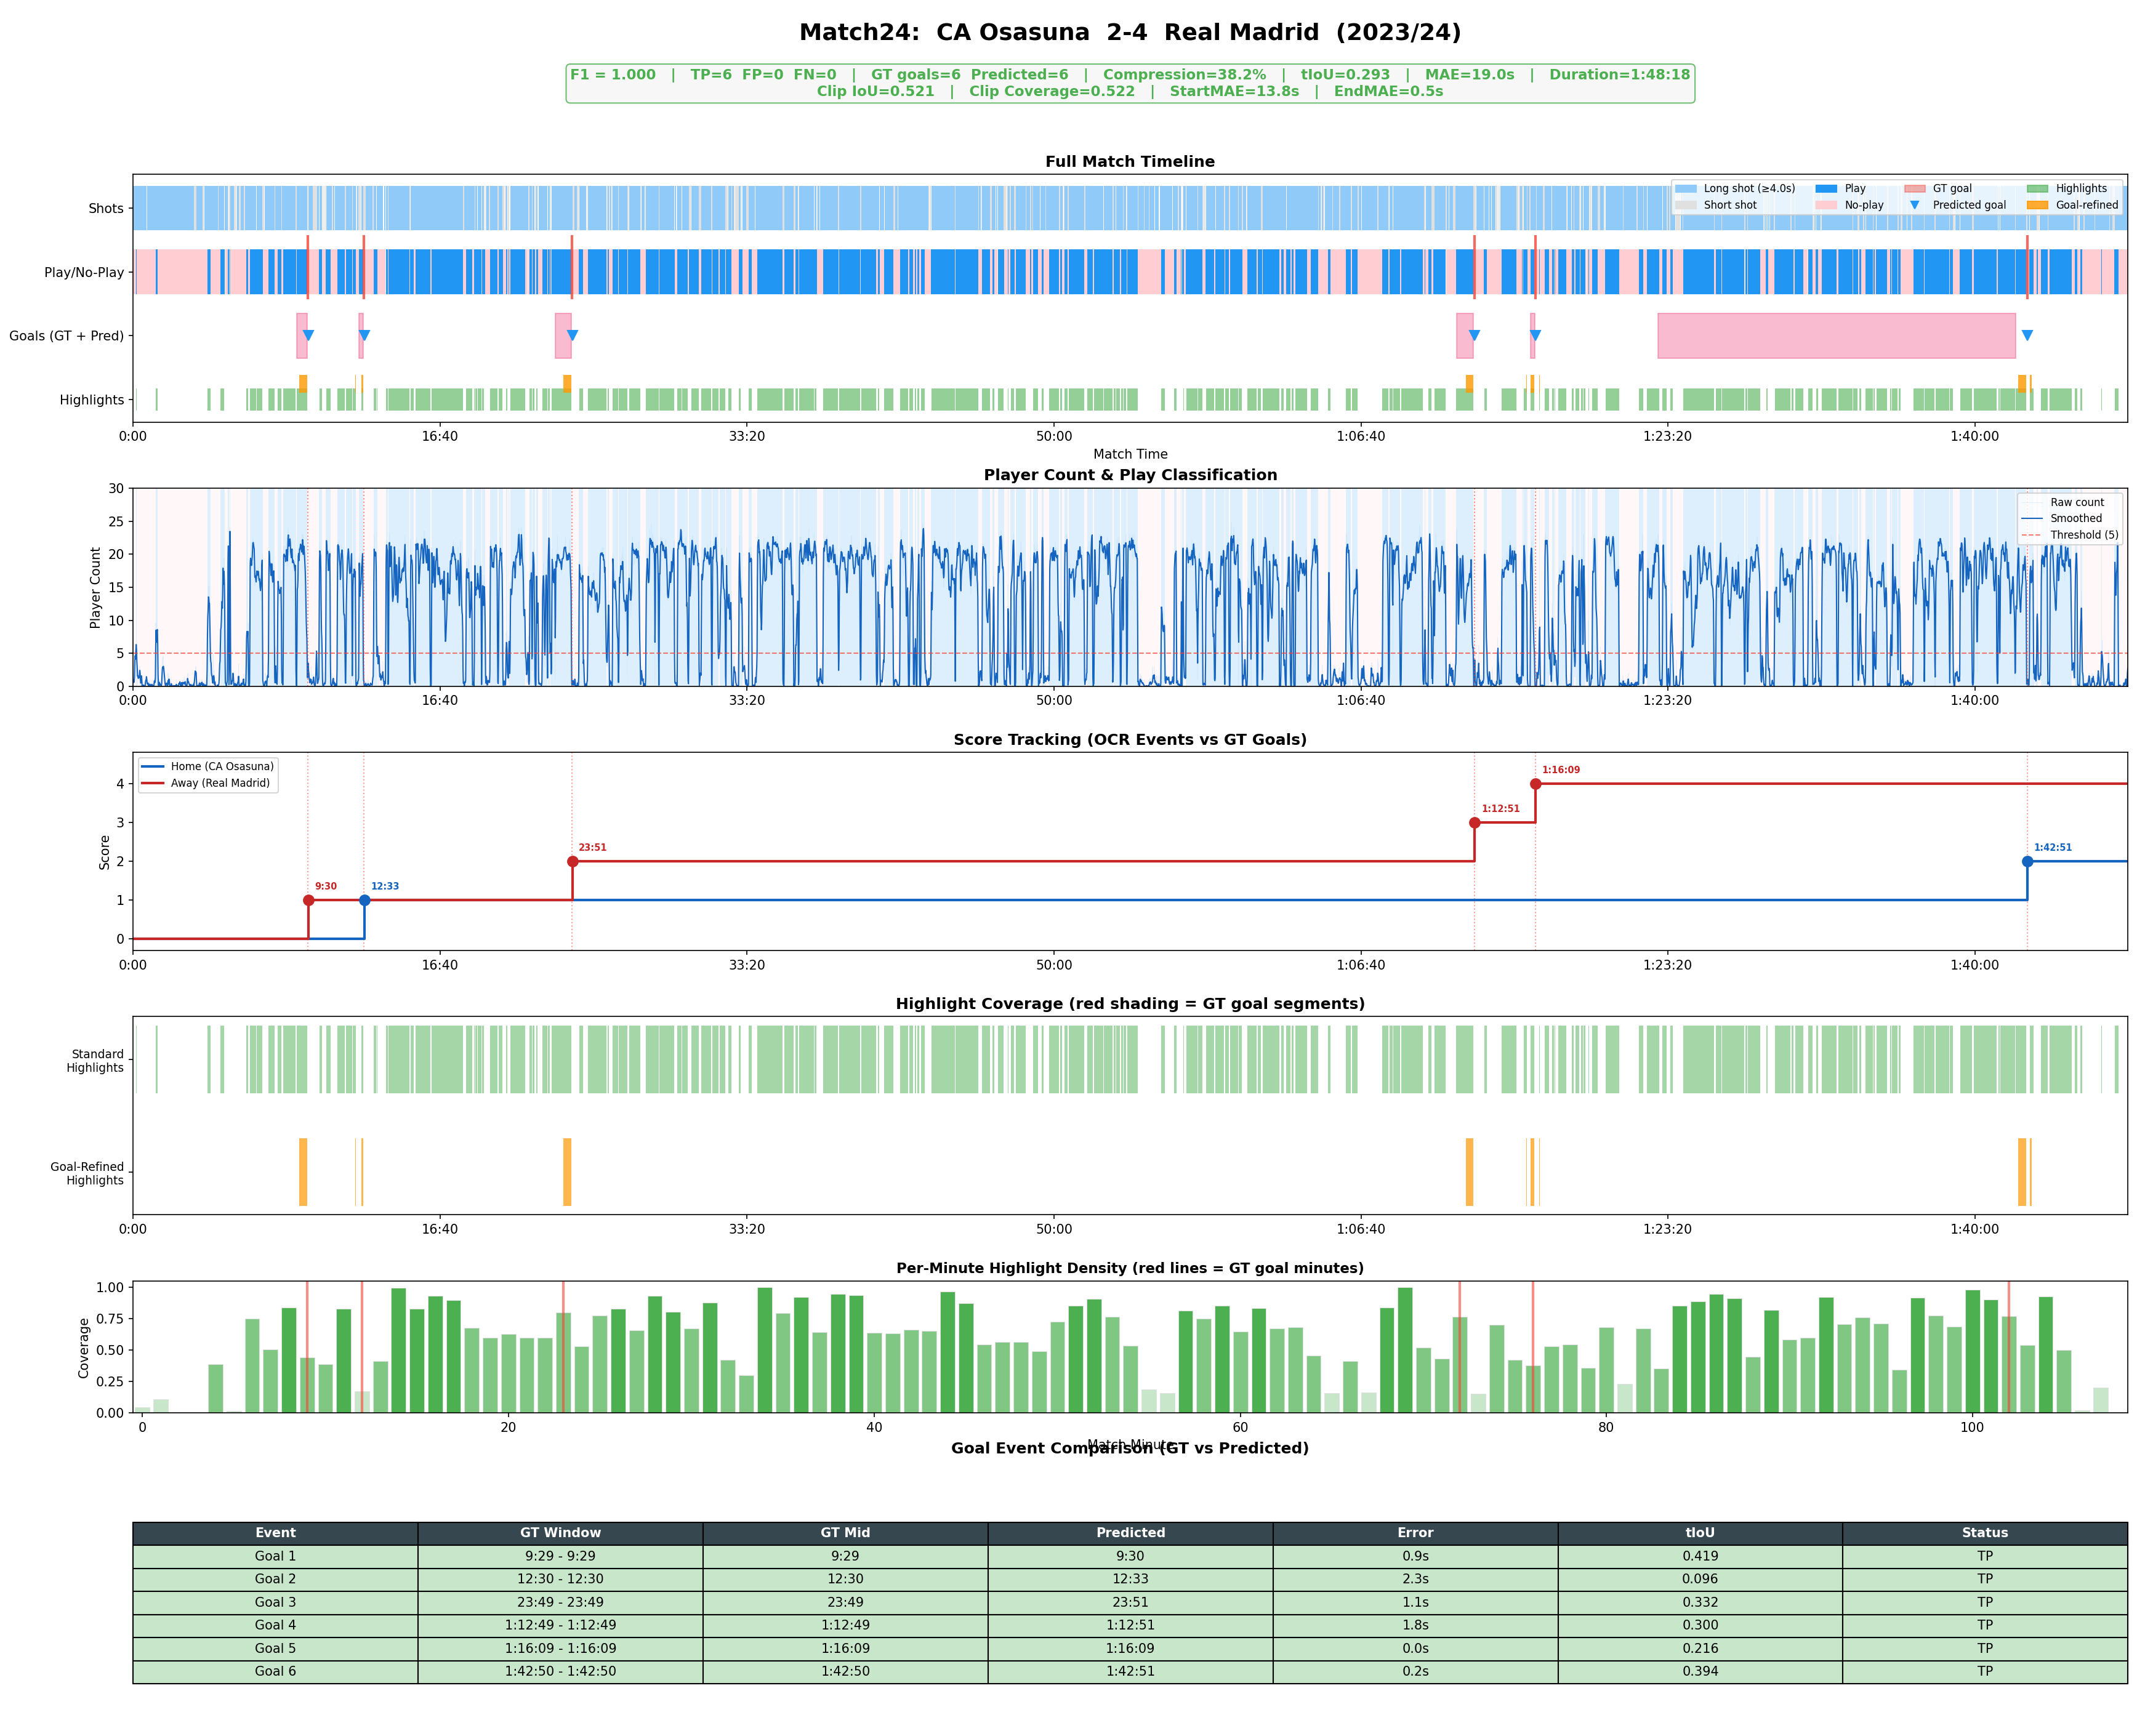 Match24:  CA Osasuna  2-4  Real Madrid  (2023/24)
F1 = 1.000   |   TP=6  FP=0  FN=0   |   GT goals=6  Predicted=6   |   Compression=38.2%   |   tIoU=0.293   |   MAE=19.0s   |   Duration=1:48:18
Clip IoU=0.521   |   Clip Coverage=0.522   |   StartMAE=13.8s   |   EndMAE=0.5s
Full Match Timeline
Shots
Play/No-Play
Goals (GT + Pred)
Highlights
Long shot (≥4.0s)
Short shot
Play
No-play
GT goal
Predicted goal
Highlights
Goal-refined
0:00 16:40 33:20 50:00 1:06:40 1:23:20 1:40:00
Match Time
Player Count & Play Classification
Player Count
30
25
20
15
10
5
0
Raw count
Smoothed
Threshold (5)
0:00 16:40 33:20 50:00 1:06:40 1:23:20 1:40:00
Score Tracking (OCR Events vs GT Goals)
Score
4
3
2
1
0
Home (CA Osasuna)
Away (Real Madrid)
9:30
12:33
23:51
1:12:51
1:16:09
1:42:51
0:00 16:40 33:20 50:00 1:06:40 1:23:20 1:40:00
Highlight Coverage (red shading = GT goal segments)
Standard
Highlights
Goal-Refined
Highlights
0:00 16:40 33:20 50:00 1:06:40 1:23:20 1:40:00
Per-Minute Highlight Density (red lines = GT goal minutes)
Coverage
1.00
0.75
0.50
0.25
0.00
0 20 40 60 80 100
Match Minute
Goal Event Comparison (GT vs Predicted)
Event GT Window GT Mid Predicted Error tIoU Status
Goal 1 9:29 - 9:29 9:29 9:30 0.9s 0.419 TP
Goal 2 12:30 - 12:30 12:30 12:33 2.3s 0.096 TP
Goal 3 23:49 - 23:49 23:49 23:51 1.1s 0.332 TP
Goal 4 1:12:49 - 1:12:49 1:12:49 1:12:51 1.8s 0.300 TP
Goal 5 1:16:09 - 1:16:09 1:16:09 1:16:09 0.0s 0.216 TP
Goal 6 1:42:50 - 1:42:50 1:42:50 1:42:51 0.2s 0.394 TP